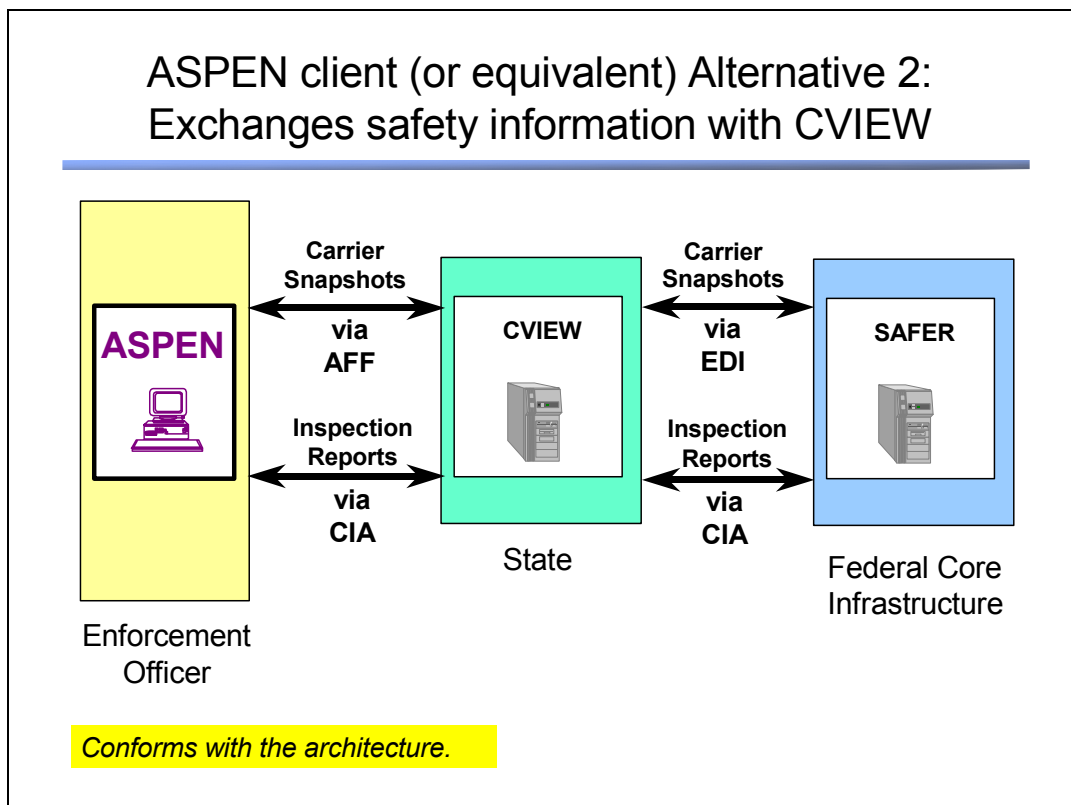 ASPEN client (or equivalent) Alternative 2:
Exchanges safety information with CVIEW
ASPEN
Enforcement
Officer
Carrier
Snapshots
via
AFF
Inspection
Reports
via
CIA
CVIEW
State
Carrier
Snapshots
via
EDI
Inspection
Reports
via
CIA
SAFER
Federal Core
Infrastructure
Conforms with the architecture.